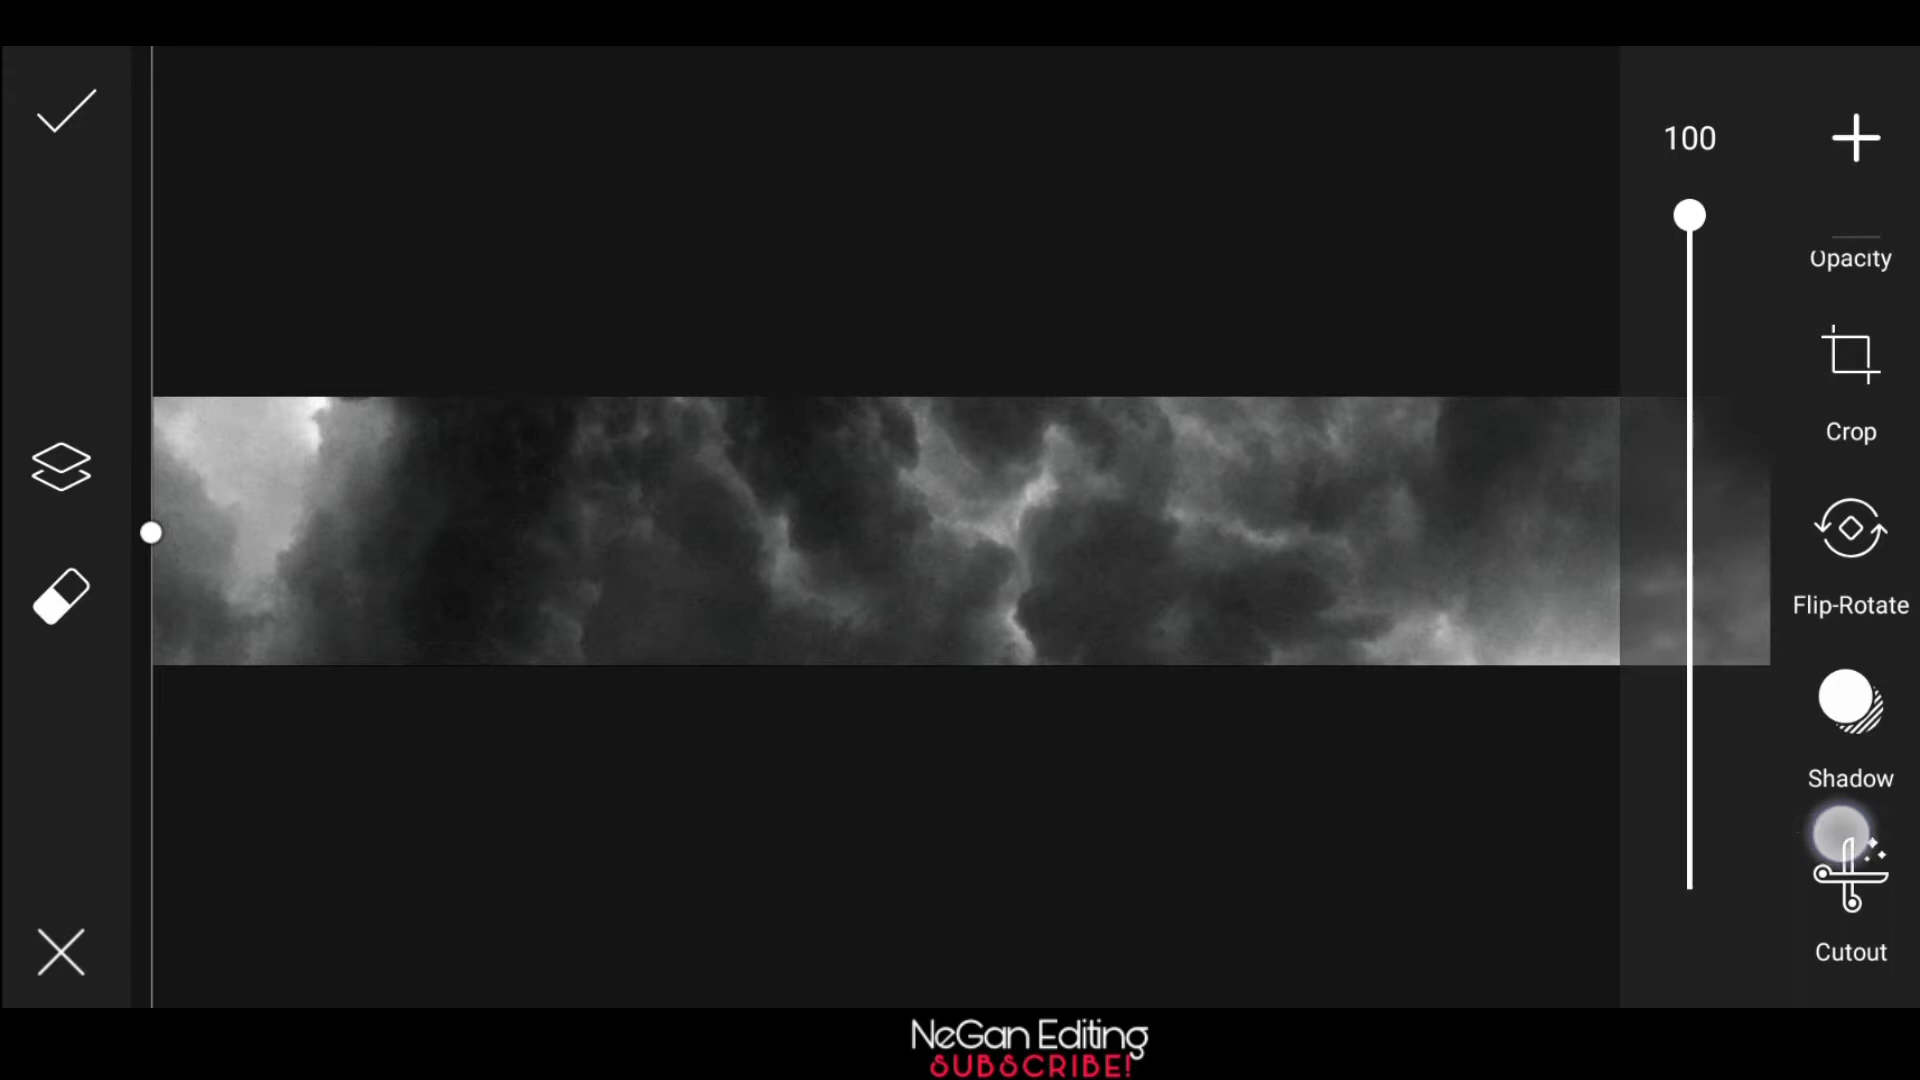 100
Opacity
Crop
Flip-Rotate
Shadow
Cutout
NeGan Editing
SUBSCRIBE!